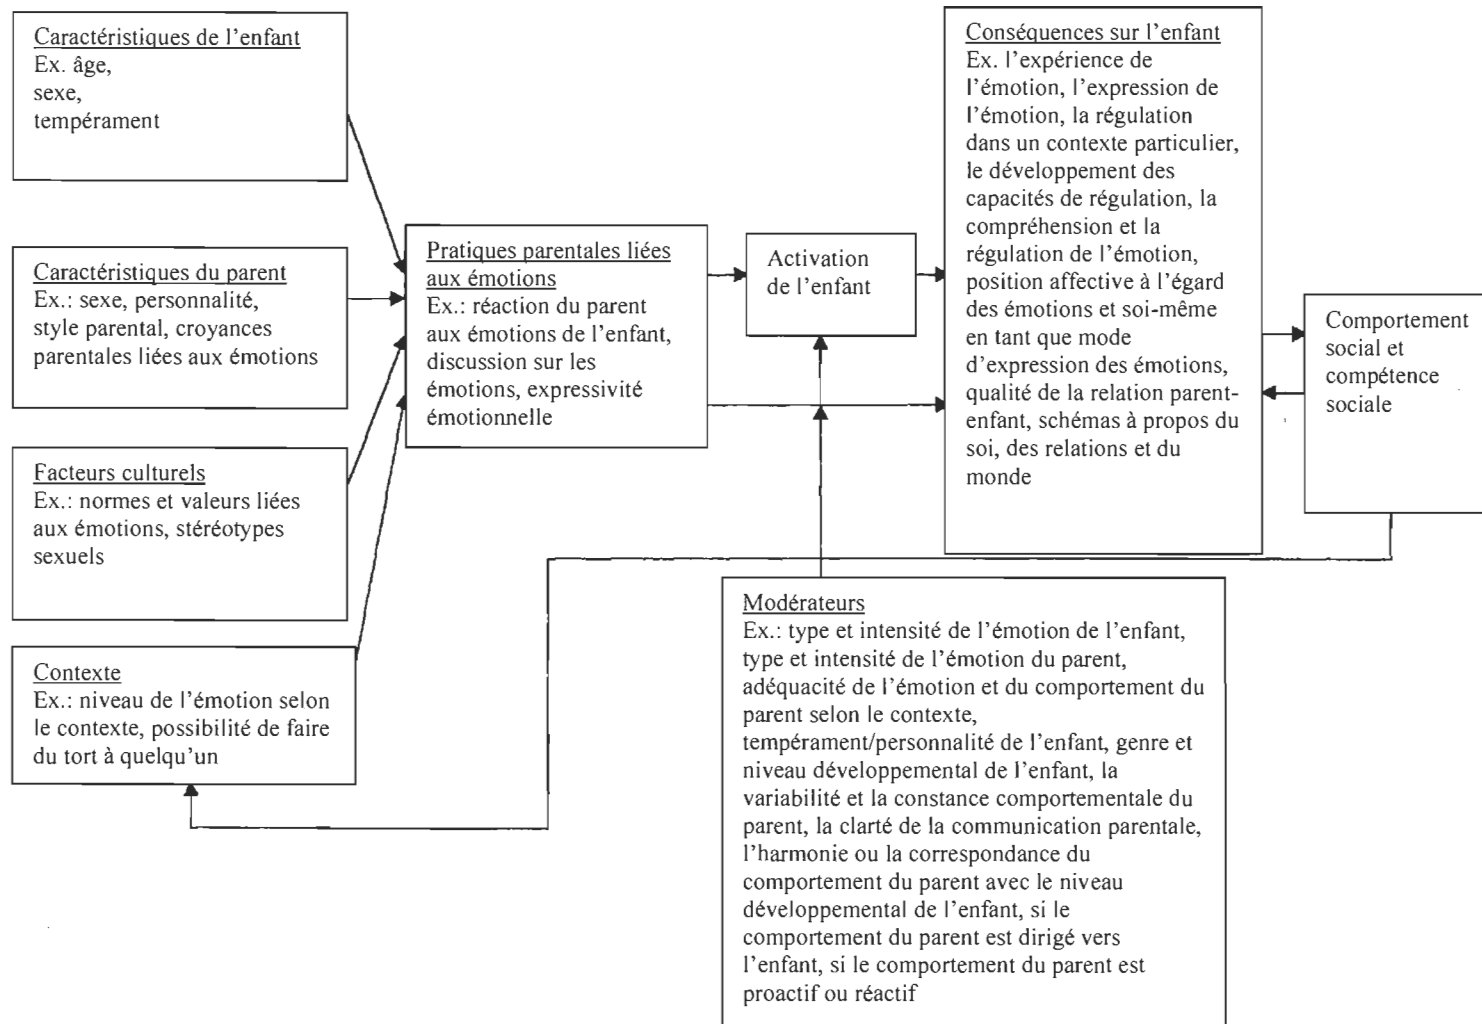 Caractéristiques de l'enfant
Ex. âge,
sexe,
tempérament
Caractéristiques du parent
Ex.: sexe, personnalité,
style parental, croyances
parentales liées aux émotions
Facteurs culturels
Ex.: normes et valeurs liées
aux émotions, stéréotypes
sexuels
Contexte
Ex.: niveau de l'émotion selon
le contexte, possibilité de faire
du tort à quelqu'un
Pratiques parentales liées
aux émotions
Ex.: réaction du parent
aux émotions de l'enfant,
discussion sur les
émotions, expressivité
émotionnelle
Activation
de l'enfant
Conséquences sur l'enfant
Ex. l'expérience de
l'émotion, l'expression de
l'émotion, la régulation
dans un contexte particulier,
le développement des
capacités de régulation, la
compréhension et la
régulation de l'émotion,
position affective à l'égard
des émotions et soi-même
en tant que mode
d'expression des émotions,
qualité de la relation parent-
enfant, schémas à propos du
soi, des relations et du
monde
Comportement
social et
compétence
sociale
Modérateurs
Ex.: type et intensité de l'émotion de l'enfant,
type et intensité de l'émotion du parent,
adéquacité de l'émotion et du comportement du
parent selon le contexte,
tempérament/personnalité de l'enfant, genre et
niveau développemental de l'enfant, la
variabilité et la constance comportementale du
parent, la clarté de la communication parentale,
l'harmonie ou la correspondance du
comportement du parent avec le niveau
développemental de l'enfant, si le
comportement du parent est dirigé vers
l'enfant, si le comportement du parent est
proactif ou réactif